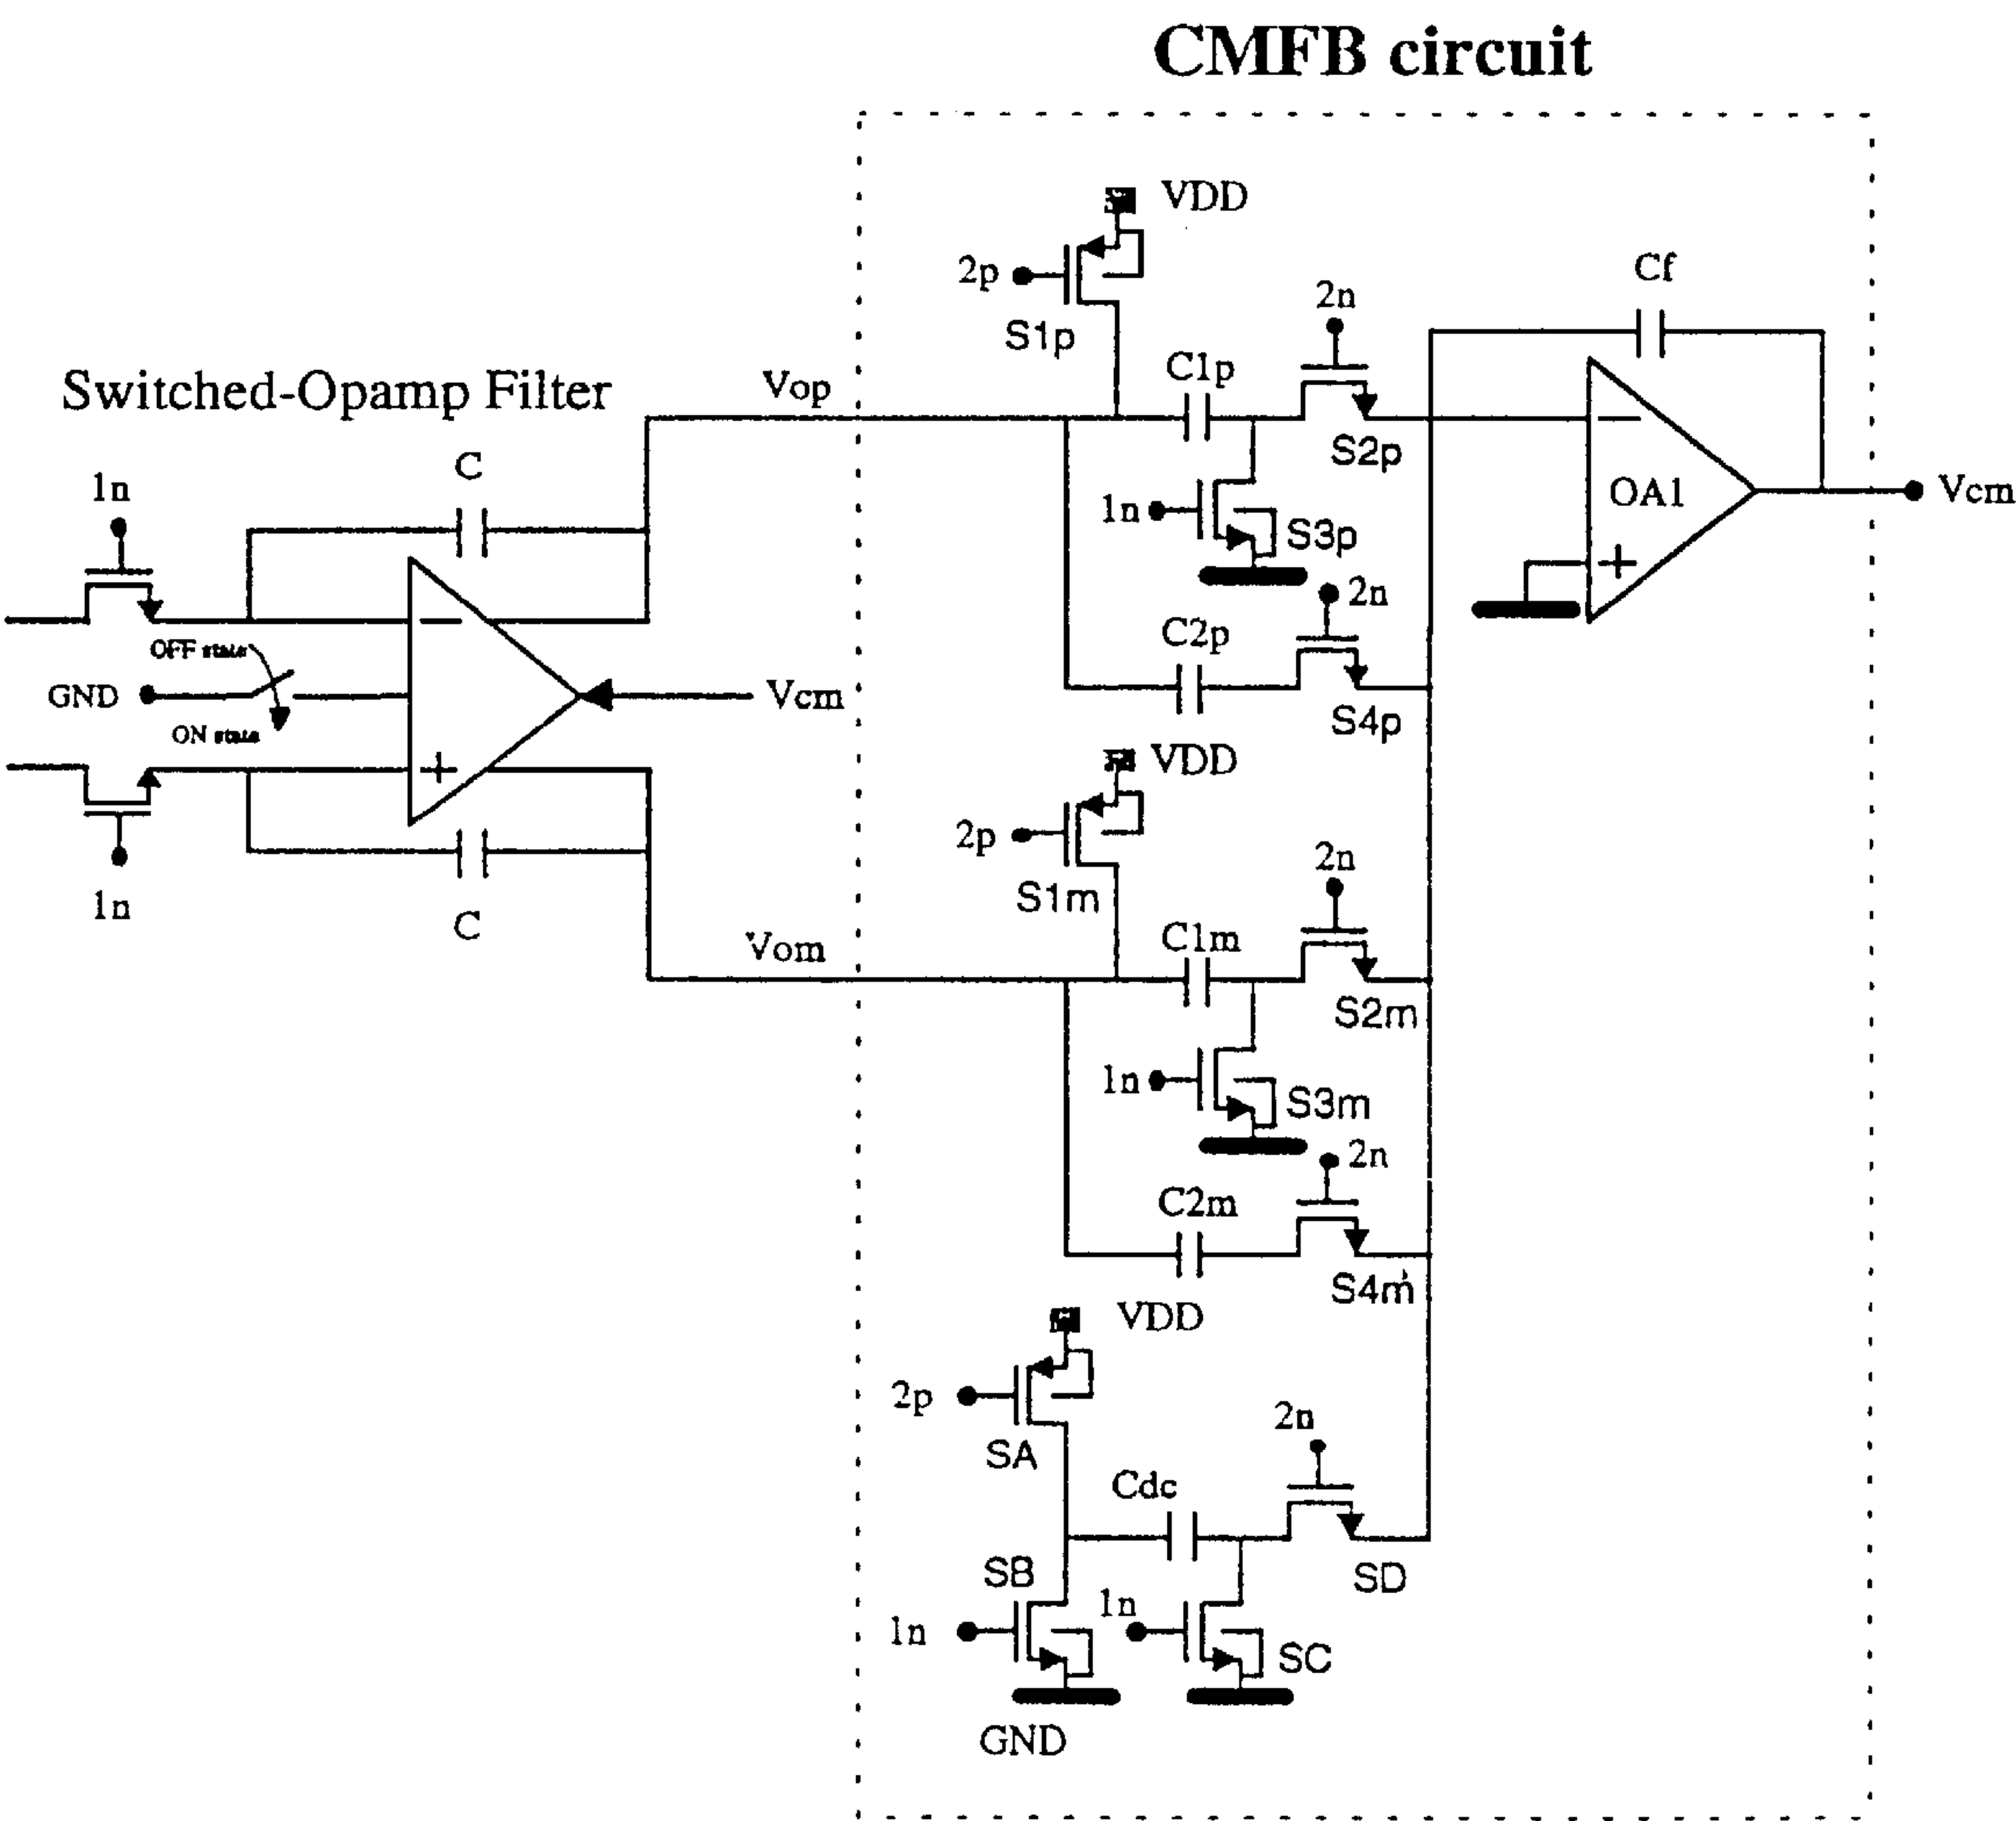 CMFB circuit
VDD
2p
S1p
2n
Cf
Switched-Opamp Filter
Vop
C1p
S2p
C
1n
1n
S3p
OA1
Vcm
2n
OFF state
GND
ON state
Vcm
C2p
S4p
VDD
2p
S1m
2n
1n
C
Vom
C1m
S2m
1n
S3m
2n
C2m
S4m
VDD
2p
SA
2n
Cdc
SB
SD
1n
1n
SC
GND